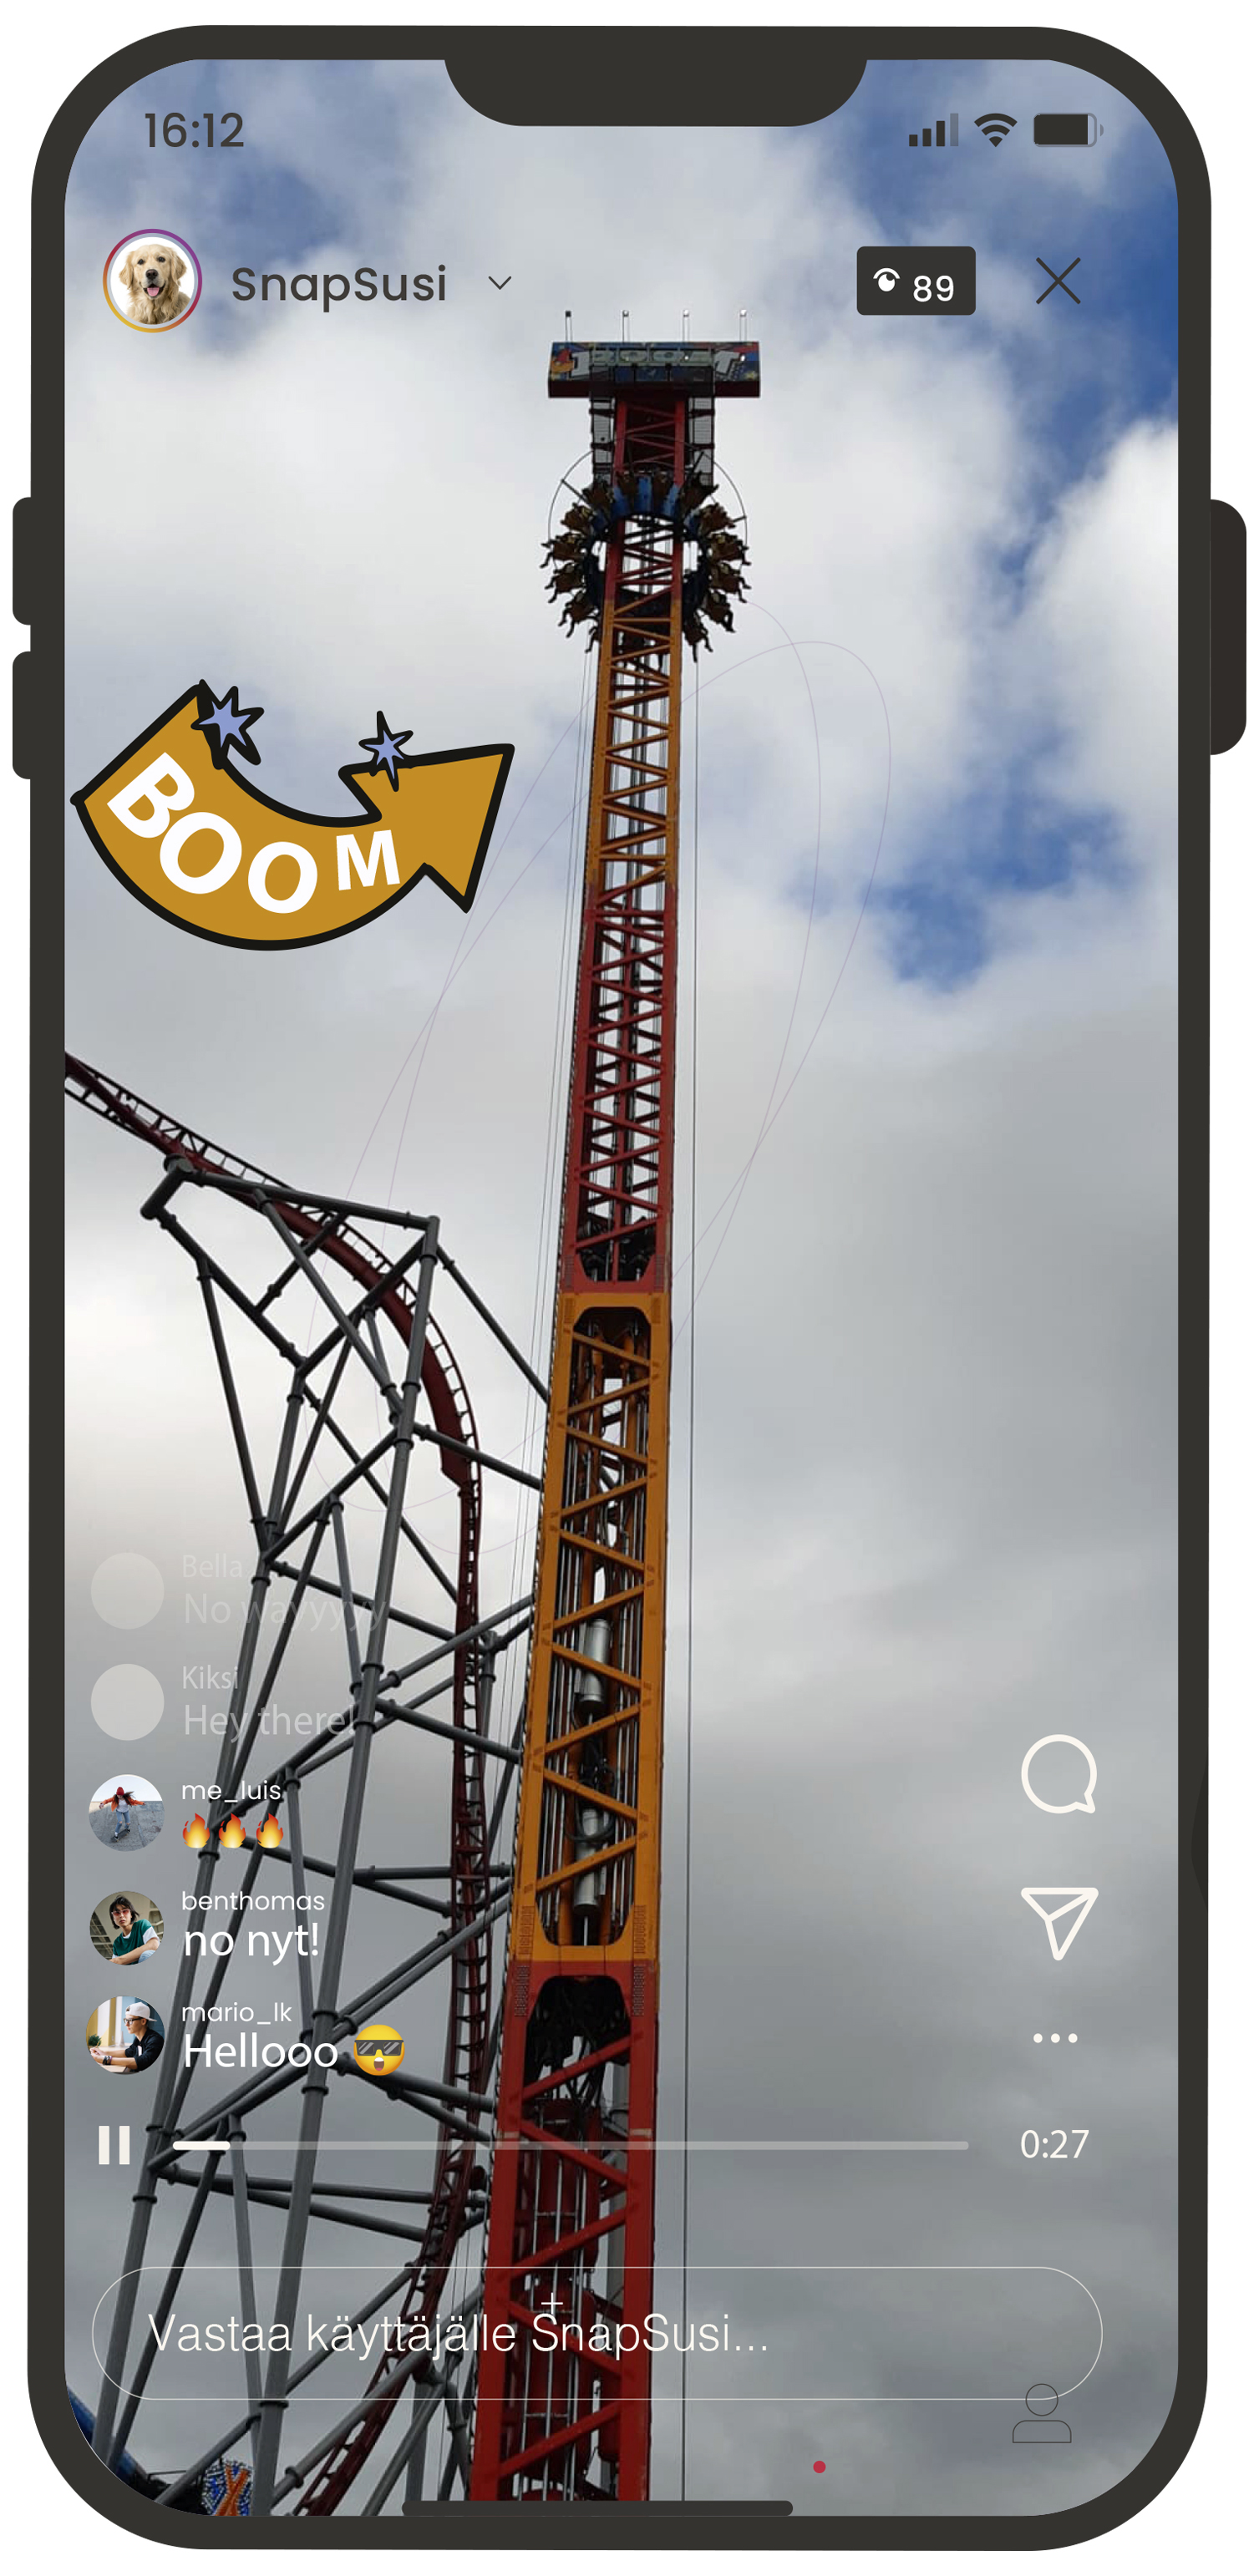 16:12
SnapSusi
89
BOOM
Bella
No wayyyy
Kiksi
Hey there!
me_luis
🔥🔥🔥
benthomas
no nyt!
mario_lk
Hellooo 😎
0:27
Vastaa käyttäjälle SnapSusi...